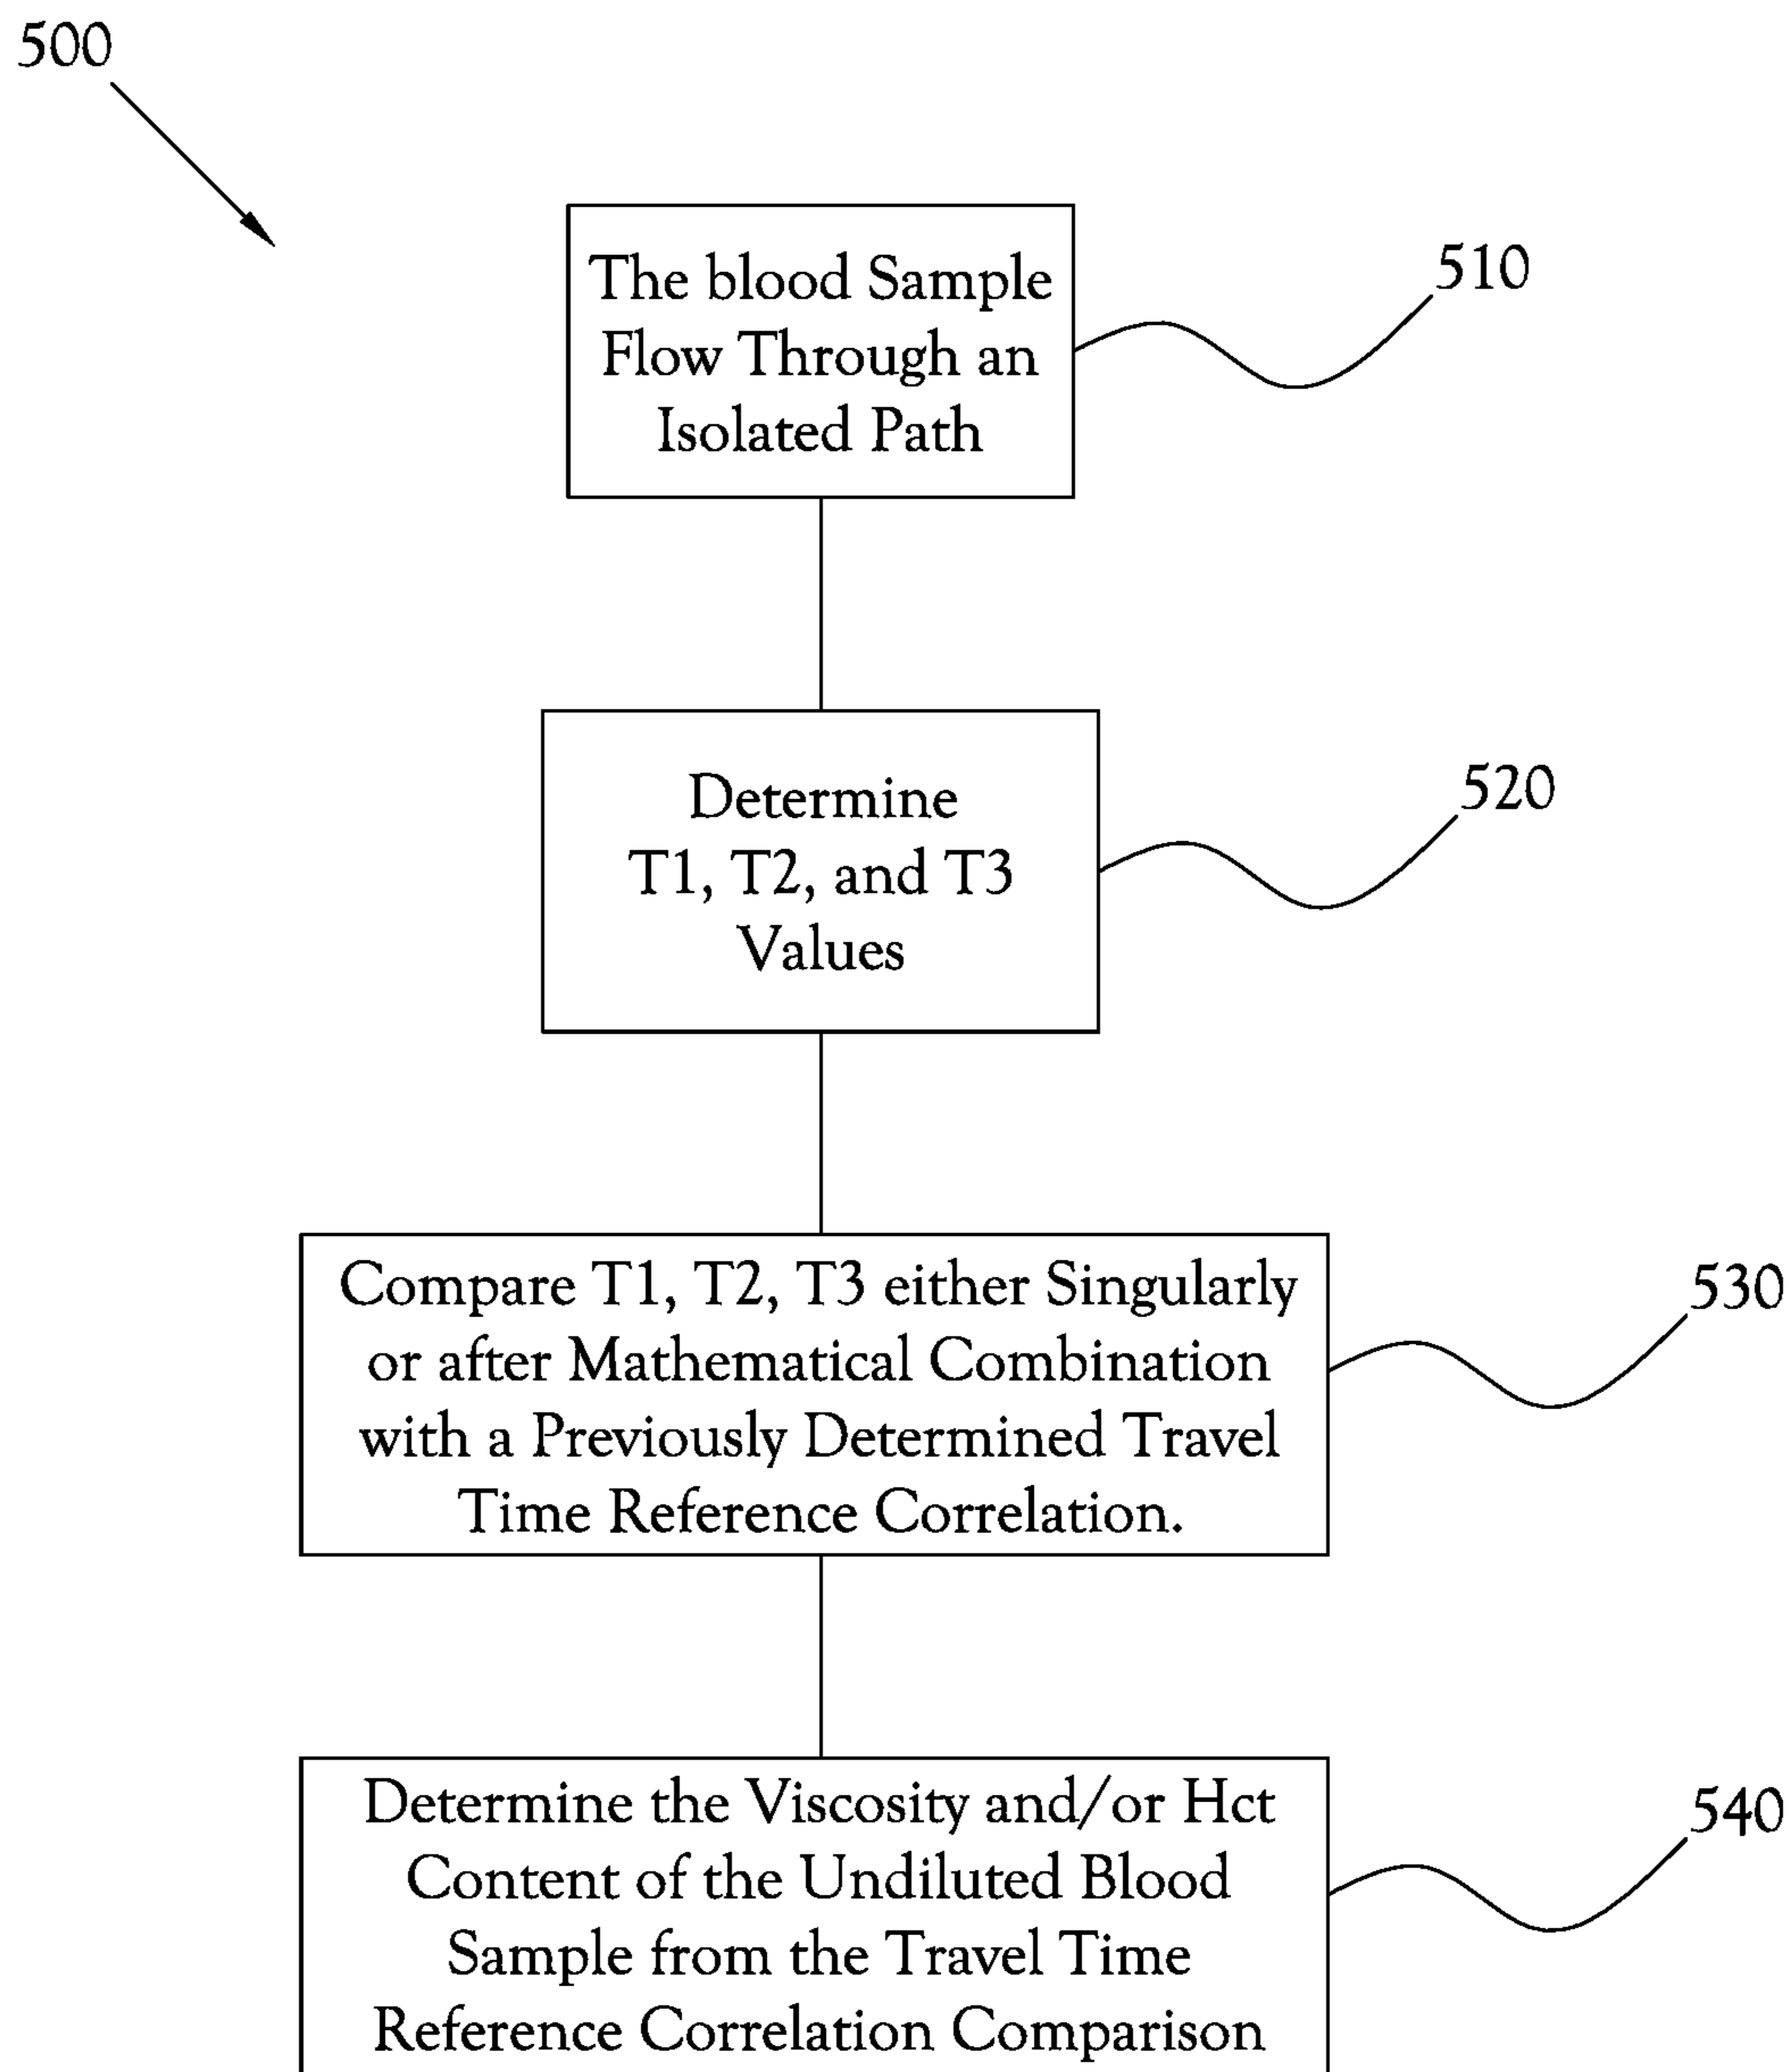 500
The blood Sample
Flow Through an
Isolated Path
510
Determine
T1, T2, and T3
Values
520
Compare T1, T2, T3 either Singularly
or after Mathematical Combination
with a Previously Determined Travel
Time Reference Correlation.
530
Determine the Viscosity and/or Hct
Content of the Undiluted Blood
Sample from the Travel Time
Reference Correlation Comparison
540